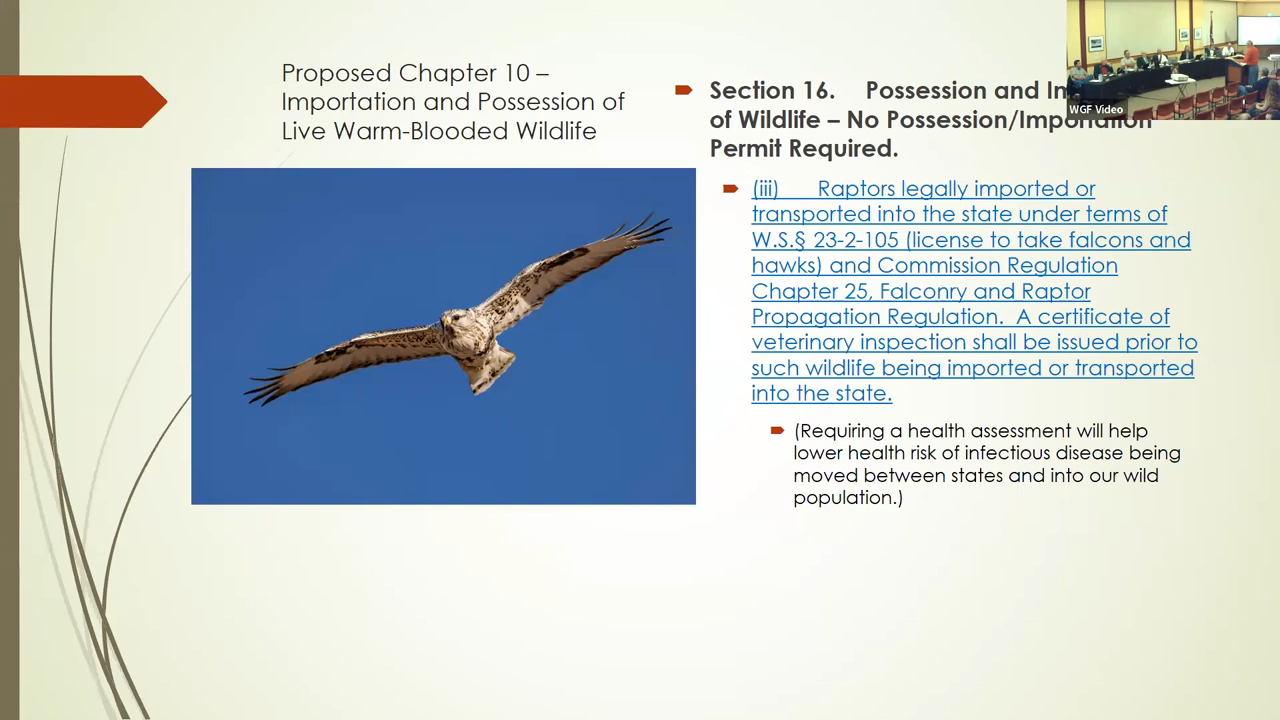 Proposed Chapter 10 –
Importation and Possession of
Live Warm-Blooded Wildlife
Section 16. Possession and
of Wildlife – No Possession/Importation
Permit Required.
(iii) Raptors legally imported or
transported into the state under terms of
W.S.§ 23-2-105 (license to take falcons and
hawks) and Commission Regulation
Chapter 25, Falconry and Raptor
Propagation Regulation. A certificate of
veterinary inspection shall be issued prior to
such wildlife being imported or transported
into the state.
(Requiring a health assessment will help
lower health risk of infectious disease being
moved between states and into our wild
population.)
WGF Video